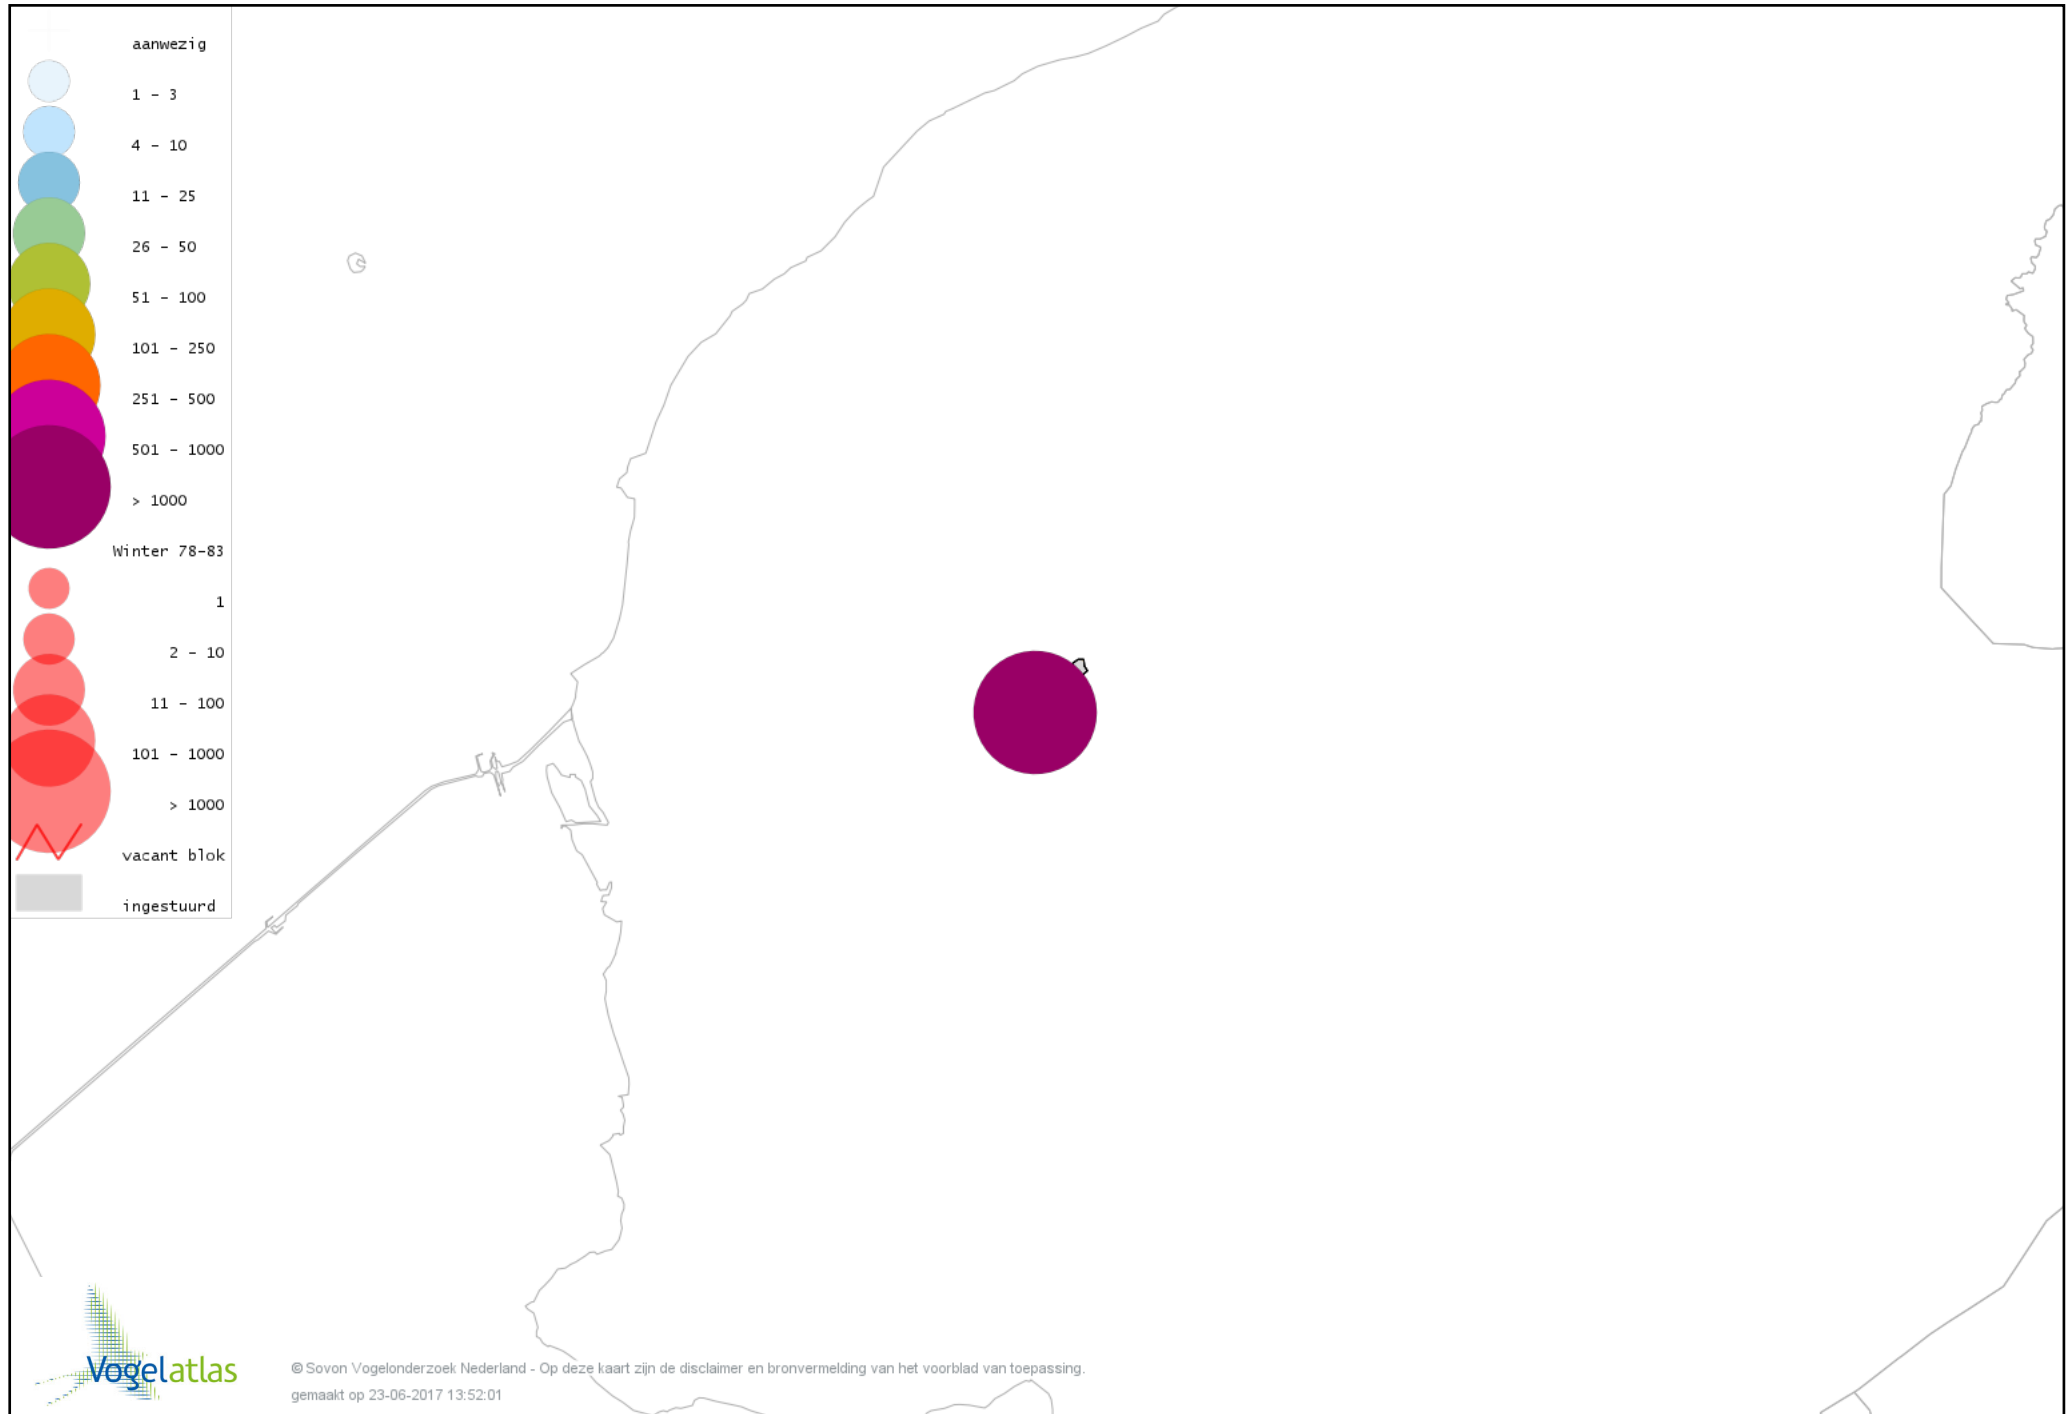 aanwezig
1 - 3
4 - 10
11 - 25
26 - 50
51 - 100
101 - 250
251 - 500
501 - 1000
> 1000
Winter 78-83
1
2 - 10
11 - 100
101 - 1000
> 1000
vacant blok
ingestuurd
Vogelatlas
© Sovon Vogelonderzoek Nederland - Op deze kaart zijn de disclaimer en bronvermelding van het voorblad van toepassing.
gemaakt op 23-06-2017 13:52:01